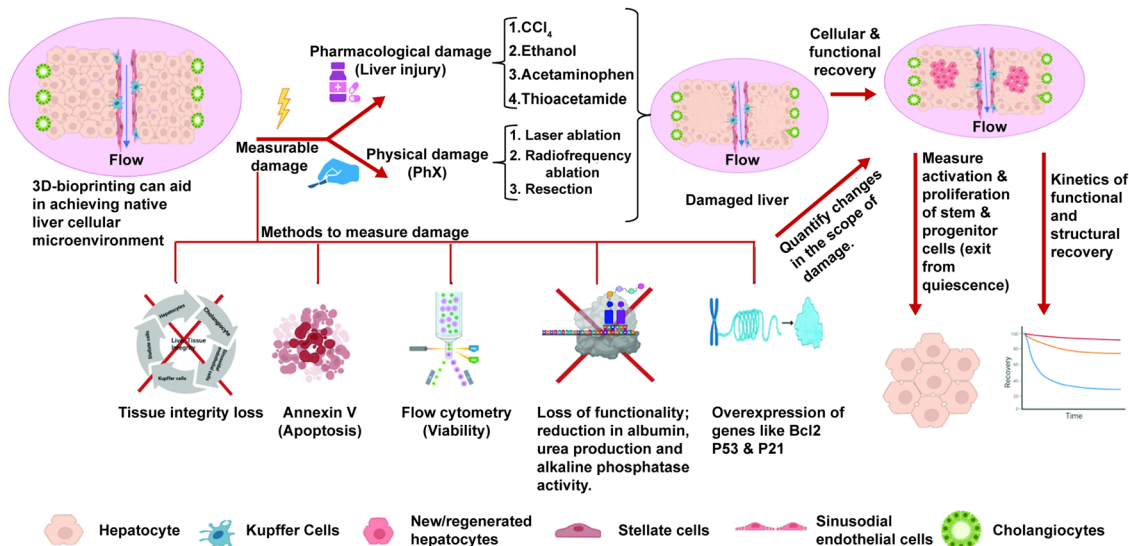 Flow
3D-bioprinting can aid
in achieving native
liver cellular
microenvironment
Measurable
damage
Pharmacological damage
(Liver injury)
Physical damage
(PhX)
1.CCl4
2.Ethanol
3.Acetaminophen
4.Thioacetamide
1. Laser ablation
2. Radiofrequency
ablation
3. Resection
Flow
Damaged liver
Cellular &
functional
recovery
Flow
Quantify changes
in the scope of
damage.
Measure
activation &
proliferation
of stem &
progenitor
cells (exit
from
quiescence)
Kinetics of
functional
and
structural
recovery
Methods to measure damage
Hepatocytes
Cholangiocyte
Kupffer cells
Stellate cells
Tissue
Integrity
Tissue integrity loss
Annexin V
(Apoptosis)
Flow cytometry
(Viability)
Loss of functionality;
reduction in albumin,
urea production and
alkaline phosphatase
activity.
Overexpression of
genes like Bcl2
P53 & P21
Recovery
Time
Hepatocyte
Kupffer Cells
New/regenerated
hepatocytes
Stellate cells
Sinusodial
endothelial cells
Cholangiocytes